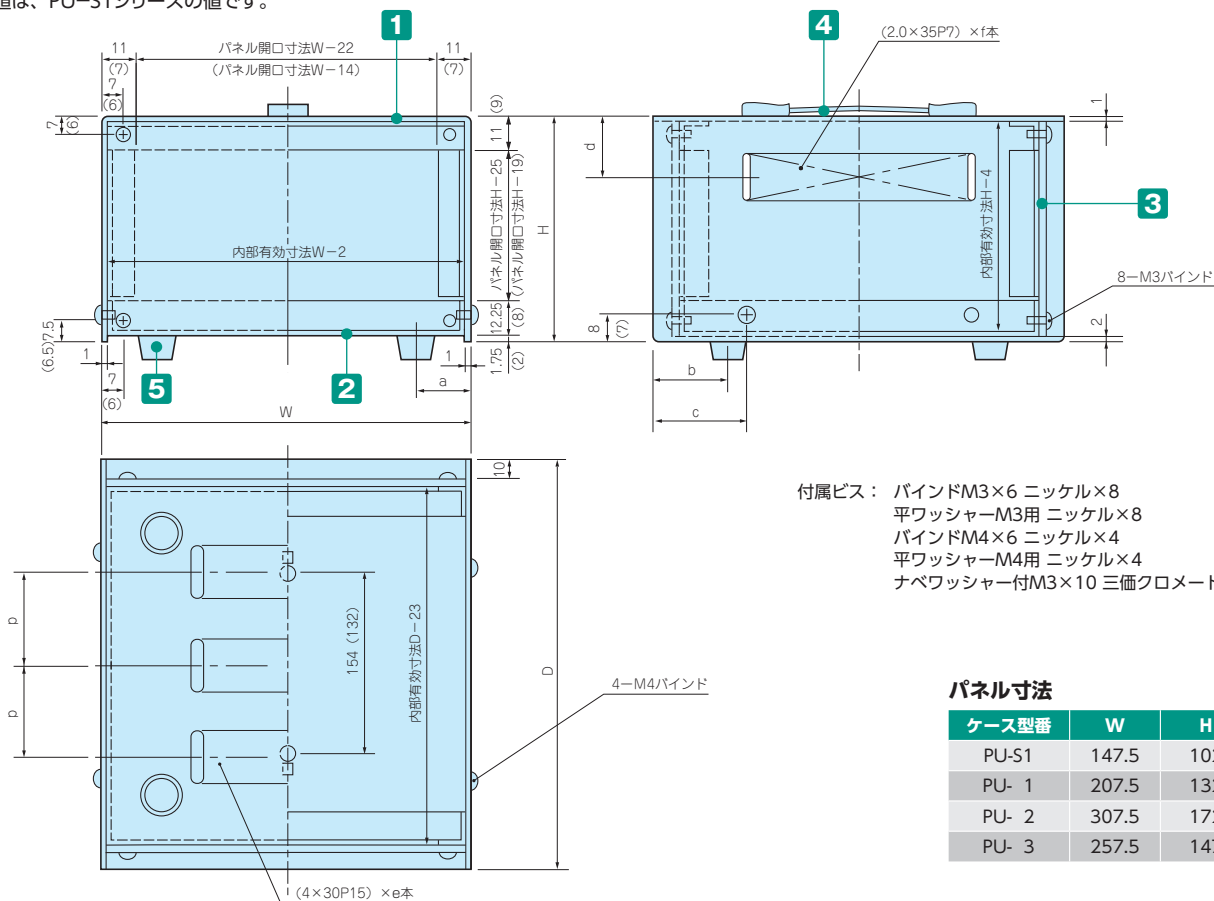 値は、PU−S1シリーズの値です。
1
11
パネル開口寸法W−22
11
(7)
(パネル開口寸法W−14)
(7)
7
(6)
7
(6)
(9)
11
パネル開口寸法H−25
(パネル開口寸法H−19)
H
内部有効寸法W−2
12.25
(8)
7.5
(6.5)
1
7
(6)
5
2
1
1.75
(2)
a
W
4
(2.0×35P7)×f本
1
d
内部有効寸法H−4
3
8−M3バインド
8
(7)
2
b
c
10
p
p
154(132)
内部有効寸法D−23
D
4−M4バインド
(4×30P15)×e本
付属ビス: バインドM3×6 ニッケル×8
平ワッシャーM3用 ニッケル×8
バインドM4×6 ニッケル×4
平ワッシャーM4用 ニッケル×4
ナベワッシャー付M3×10 三価クロメート
パネル寸法
ケース型番 W H
PU-S1 147.5 10
PU- 1 207.5 13
PU- 2 307.5 17
PU- 3 257.5 14